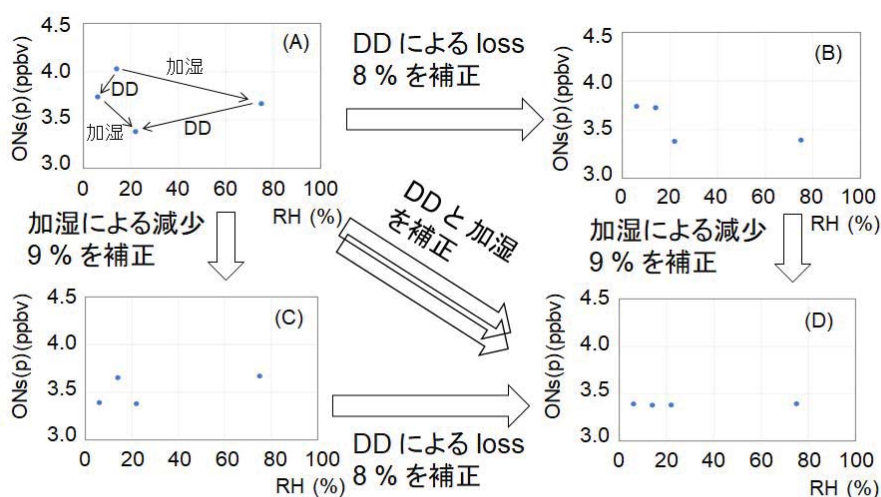 4.5
4.0
3.5
3.0
ONs(p)(ppbv)
(A)
加湿
DD
加湿
DD
0 20 40 60 80 100
RH (%)
DD による loss
8 % を補正
4.5
4.0
3.5
3.0
ONs(p)(ppbv)
(B)
0 20 40 60 80 100
RH (%)
加湿による減少
9 % を補正
DD と 加湿
を補正
加湿による減少
9 % を補正
4.5
4.0
3.5
3.0
ONs(p)(ppbv)
(C)
0 20 40 60 80 100
RH (%)
DD による loss
8 % を補正
4.5
4.0
3.5
3.0
ONs(p)(ppbv)
(D)
0 20 40 60 80 100
RH (%)